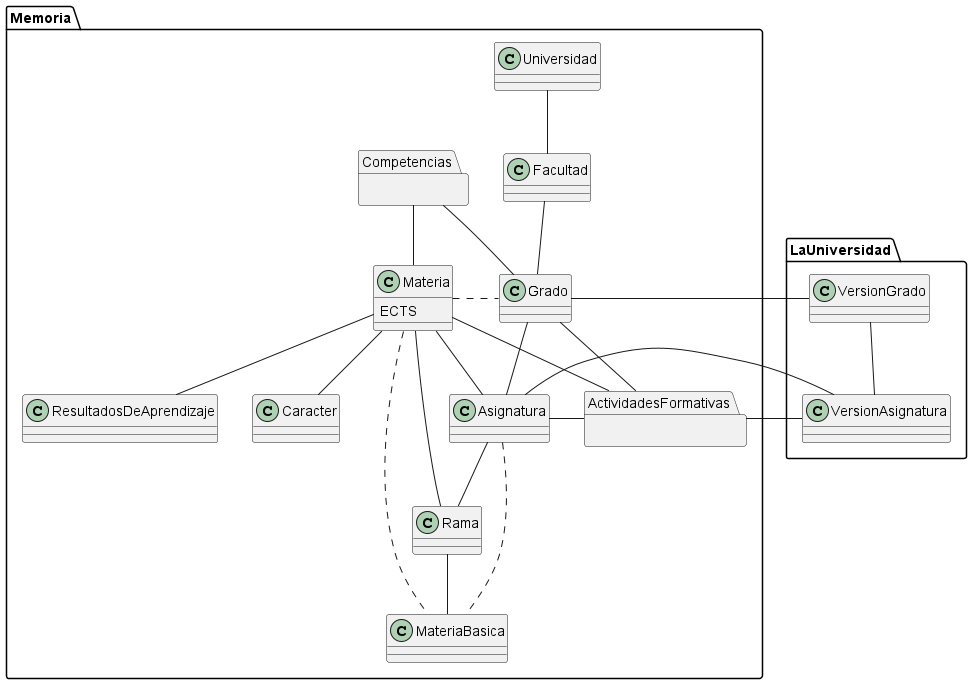 Memoria
C Universidad
Competencias
C Facultad
LaUniversidad
C Materia
ECTS
C Grado
C VersionGrado
C ResultadosDeAprendizaje
C Caracter
C Asignatura
ActividadesFormativas
C VersionAsignatura
C Rama
C MateriaBasica